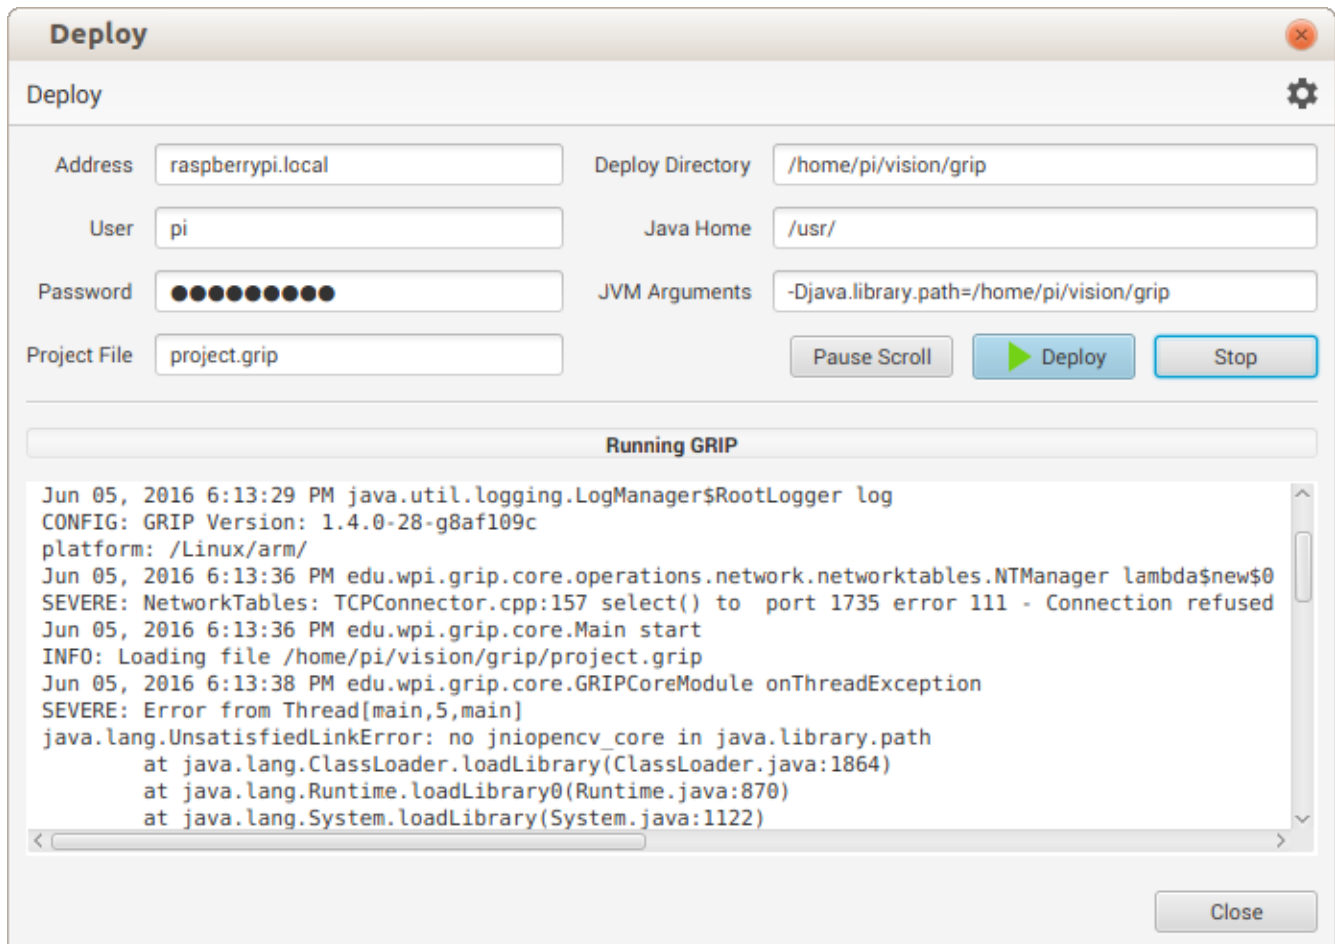 Deploy
Deploy
Address raspberrypi.local Deploy Directory /home/pi/vision/grip
User pi Java Home /usr/
Password ●●●●●●●●● JVM Arguments -Djava.library.path=/home/pi/vision/grip
Project File project.grip Pause Scroll Deploy Stop
Running GRIP
Jun 05, 2016 6:13:29 PM java.util.logging.LogManager$RootLogger log
CONFIG: GRIP Version: 1.4.0-28-g8af109c
platform: /Linux/arm/
Jun 05, 2016 6:13:36 PM edu.wpi.grip.core.operations.network.networktables.NTManager lambda$new$0
SEVERE: NetworkTables: TCPConnector.cpp:157 select() to  port 1735 error 111 - Connection refused
Jun 05, 2016 6:13:36 PM edu.wpi.grip.core.Main start
INFO: Loading file /home/pi/vision/grip/project.grip
Jun 05, 2016 6:13:38 PM edu.wpi.grip.core.GRIPCoreModule onThreadException
SEVERE: Error from Thread[main,5,main]
java.lang.UnsatisfiedLinkError: no jniopencv_core in java.library.path
at java.lang.ClassLoader.loadLibrary(ClassLoader.java:1864)
at java.lang.Runtime.loadLibrary0(Runtime.java:870)
at java.lang.System.loadLibrary(System.java:1122)
Close